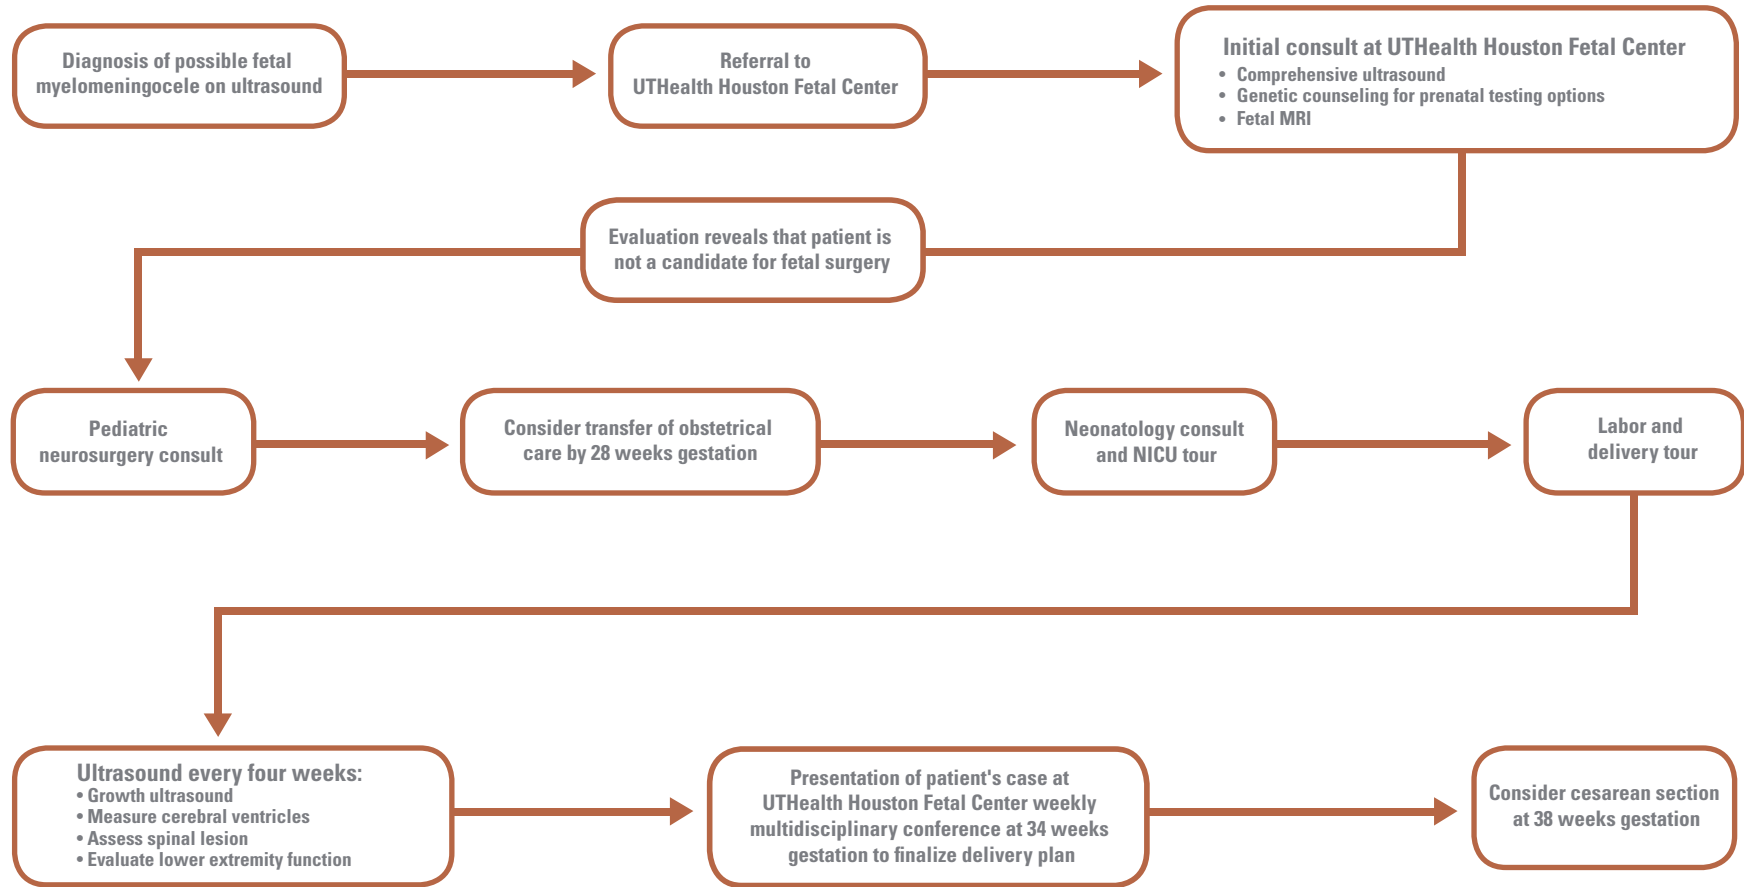 Diagnosis of possible fetal
myelomeningocele on ultrasound
Referral to
UTHealth Houston Fetal Center
Initial consult at UTHealth Houston Fetal Center
• Comprehensive ultrasound
• Genetic counseling for prenatal testing options
• Fetal MRI
Evaluation reveals that patient is
not a candidate for fetal surgery
Pediatric
neurosurgery consult
Consider transfer of obstetrical
care by 28 weeks gestation
Neonatology consult
and NICU tour
Labor and
delivery tour
Ultrasound every four weeks:
• Growth ultrasound
• Measure cerebral ventricles
• Assess spinal lesion
• Evaluate lower extremity function
Presentation of patient's case at
UTHealth Houston Fetal Center weekly
multidisciplinary conference at 34 weeks
gestation to finalize delivery plan
Consider cesarean section
at 38 weeks gestation